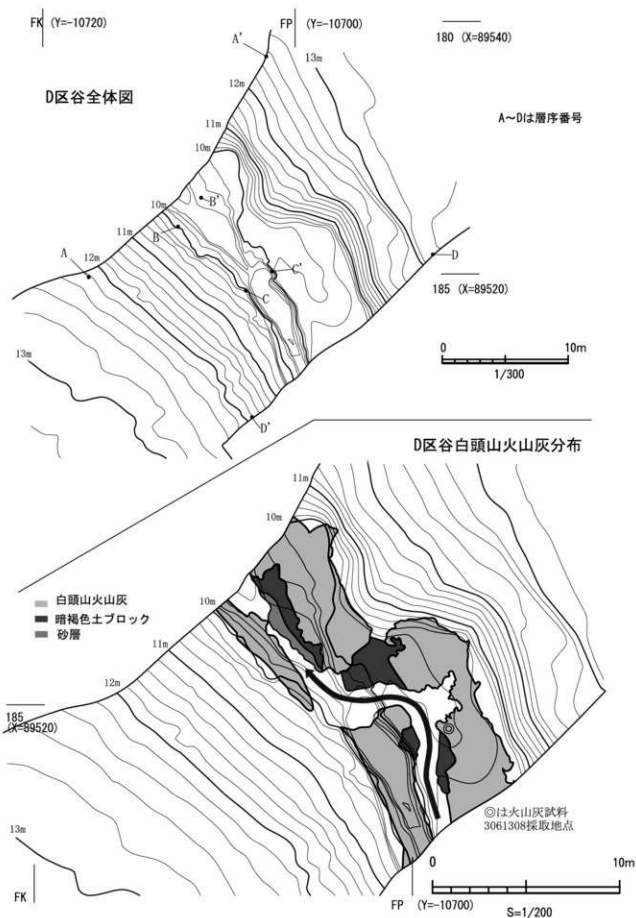 FK (Y=-10720)
FP (Y=-10700)
180 (X=89540)
A'
13m
12m
D区谷全体図
A～Dは層序番号
11m
10m
B'
10m
B
11m
A
12m
C'
D
C
185 (X=89520)
13m
0 10m
1/300
D'
D区谷白頭山火山灰分布
11m
10m
白頭山火山灰
暗褐色土ブロック
砂層
10m
11m
12m
185
(X=89520)
◎は火山灰試料
3061308採取地点
13m
0 10m
FK
FP (Y=-10700)
S=1/200